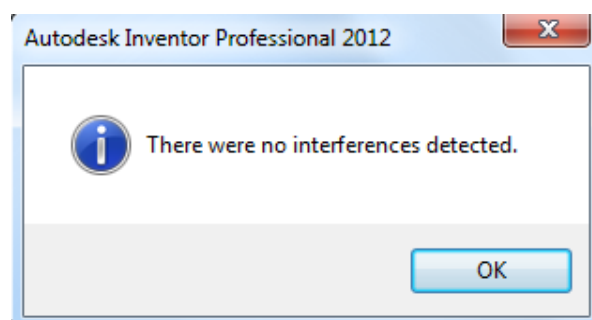 Autodesk Inventor Professional 2012
There were no interferences detected.
OK